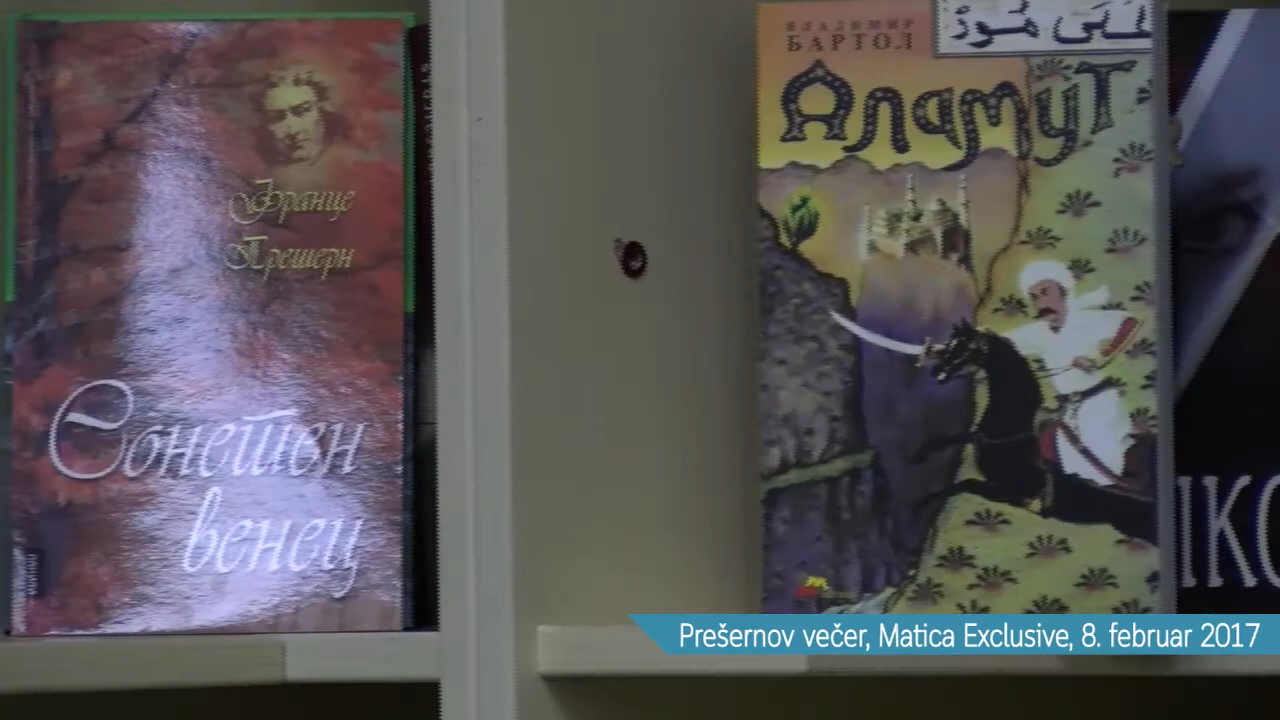 Франце
Прешерн
Сонетен
венец
ВЛАДИМИР
БАРТОЛ
Аламут
Prešernov večer, Matica Exclusive, 8. februar 2017